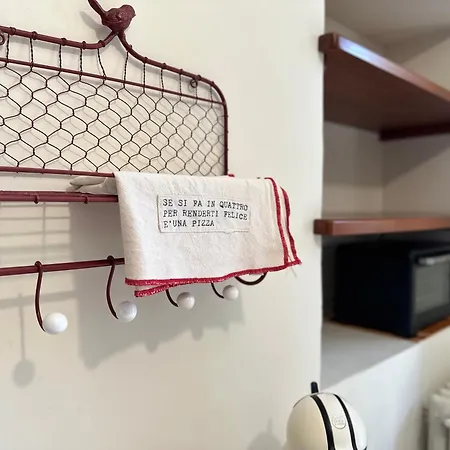 SE SI FA IN QUATTRO
PER RENDERTI FELICE
E'UNA PIZZA